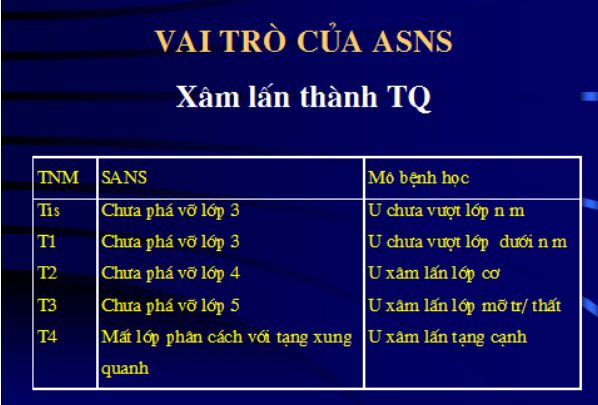 VAI TRÒ CỦA ASNS
Xâm lấn thành TQ
TNM SANS Mô bệnh học
Tis Chưa phá vỡ lớp 3 U chưa vượt lớp n m
T1 Chưa phá vỡ lớp 3 U chưa vượt lớp dưới n m
T2 Chưa phá vỡ lớp 4 U xâm lấn lớp cơ
T3 Chưa phá vỡ lớp 5 U xâm lấn lớp mỡ tr/ thất
T4 Mất lớp phân cách với tạng xung U xâm lấn tạng cạnh
quanh